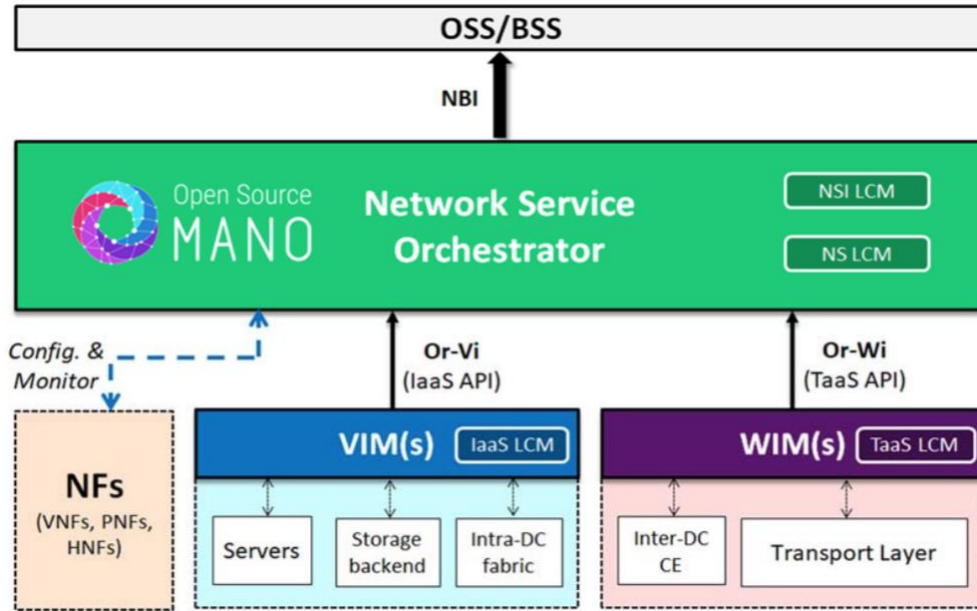 OSS/BSS
NBI
Open Source
MANO
Network Service
Orchestrator
NSI LCM
NS LCM
Config. &
Monitor
Or-Vi
(IaaS API)
Or-Wi
(TaaS API)
NFs
(VNFs, PNFs,
HNFs)
VIM(s)
IaaS LCM
Servers
Storage
backend
Intra-DC
fabric
WIM(s)
TaaS LCM
Inter-DC
CE
Transport Layer